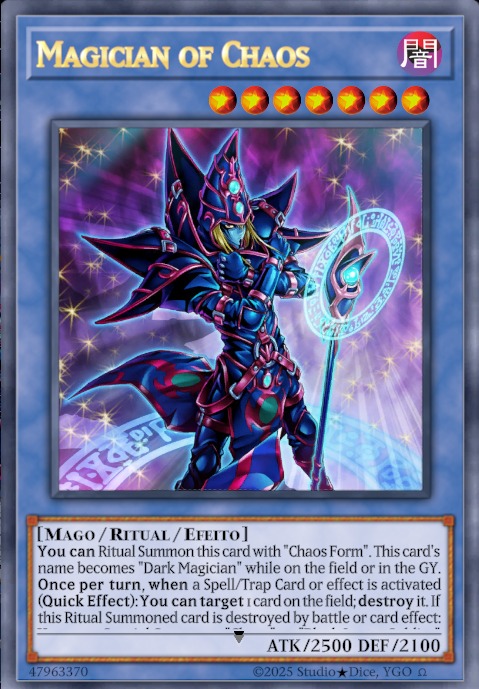 MAGICIAN OF CHAOS
闇
[MAGO/RITUAL/EFEITO]
You can Ritual Summon this card with "Chaos Form". This card's
name becomes "Dark Magician" while on the field or in the GY.
Once per turn, when a Spell/Trap Card or effect is activated
(Quick Effect): You can target 1 card on the field; destroy it. If
this Ritual Summoned card is destroyed by battle or card effect:
ATK/2500 DEF/2100
47963370
©2025 Studio★Dice, YGO Ω